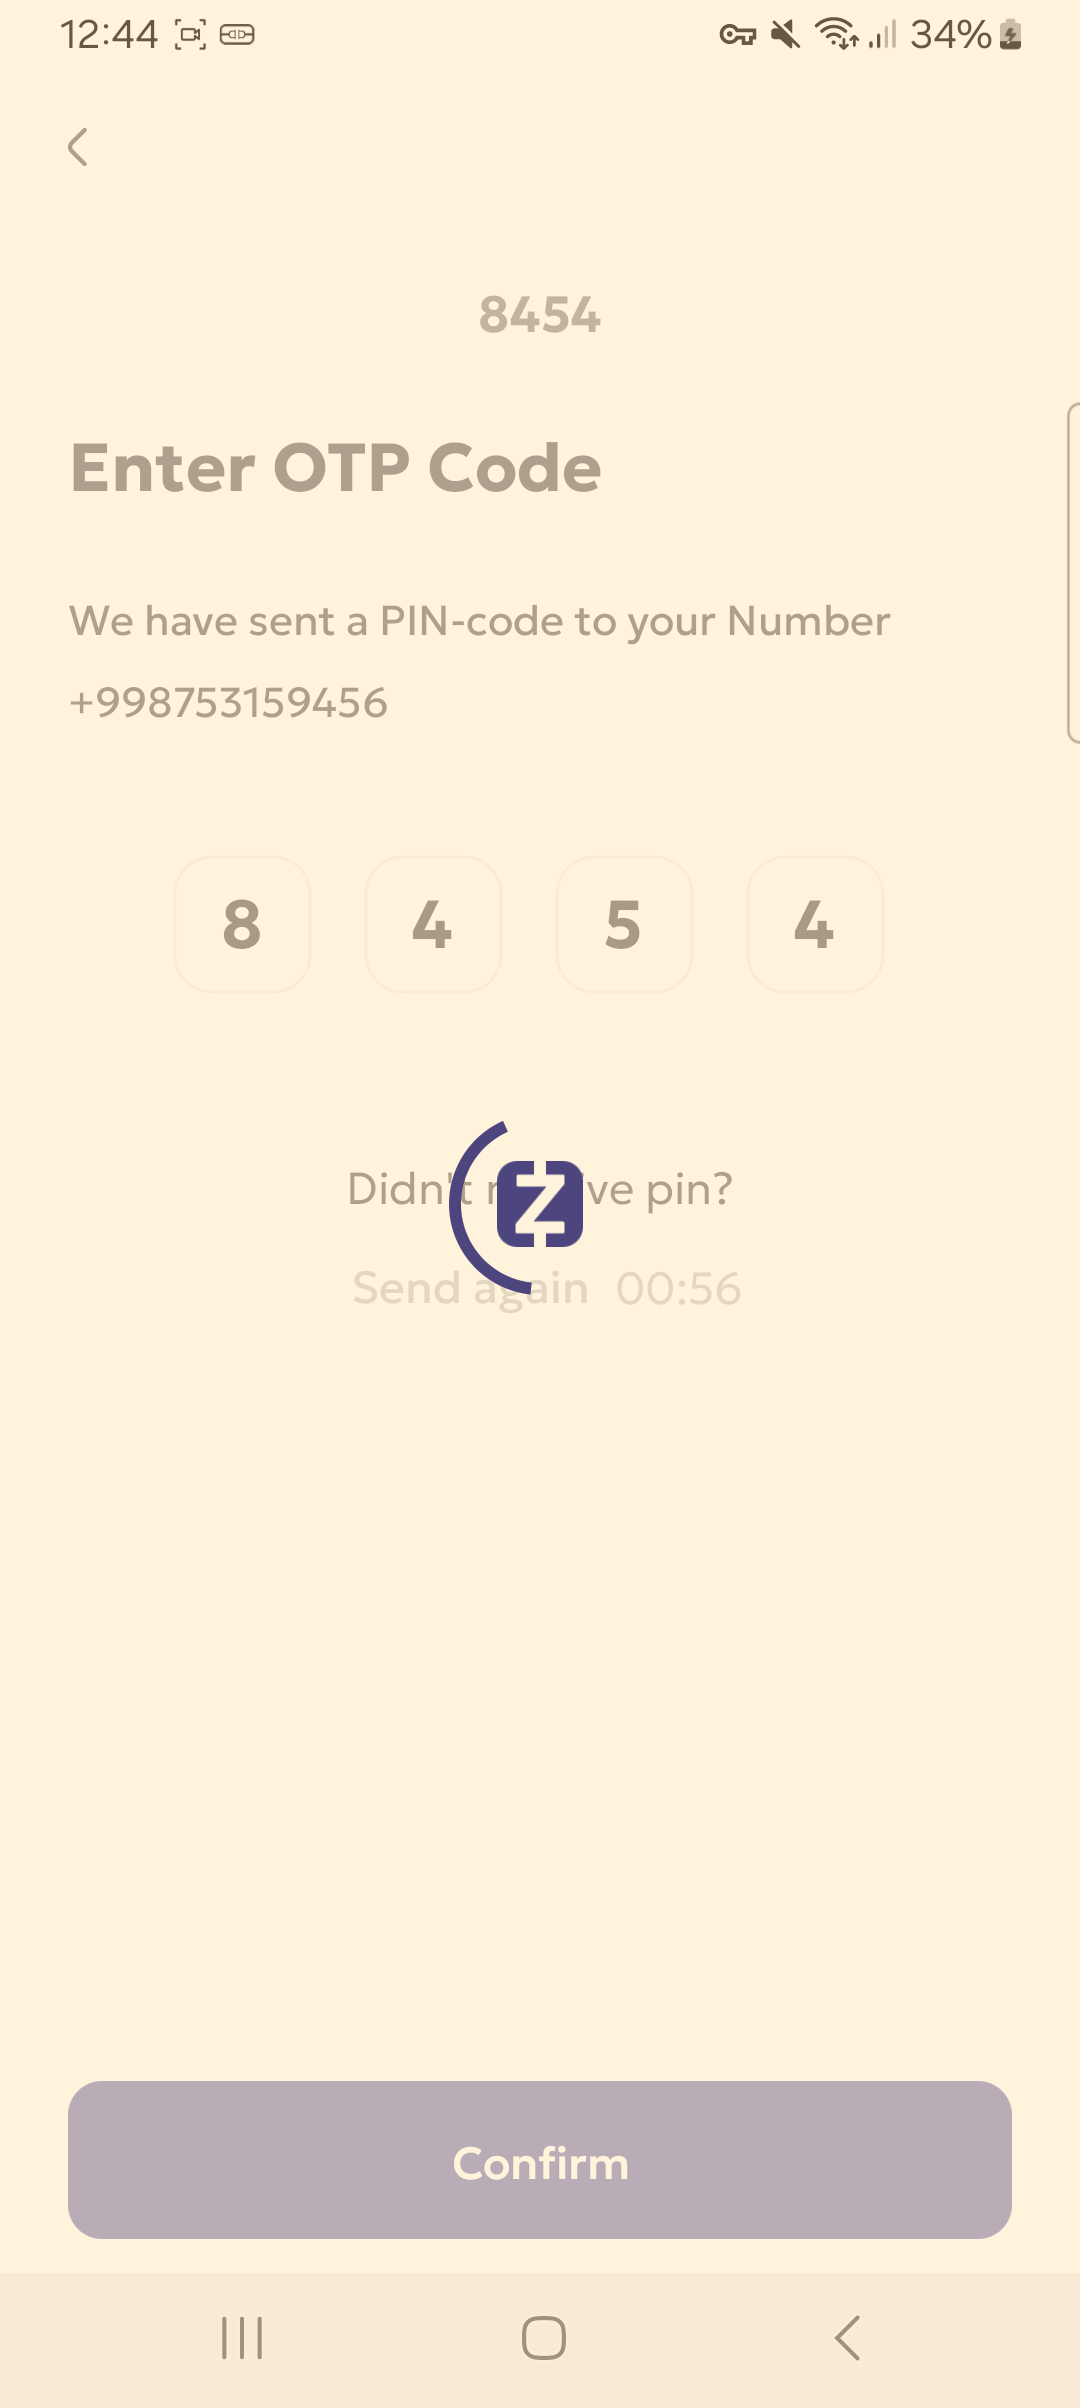 12:44 34%
8454
Enter OTP Code
We have sent a PIN-code to your Number
+998753159456
8 4 5 4
Didn't ve pin?
Z
Send again 00:56
Confirm